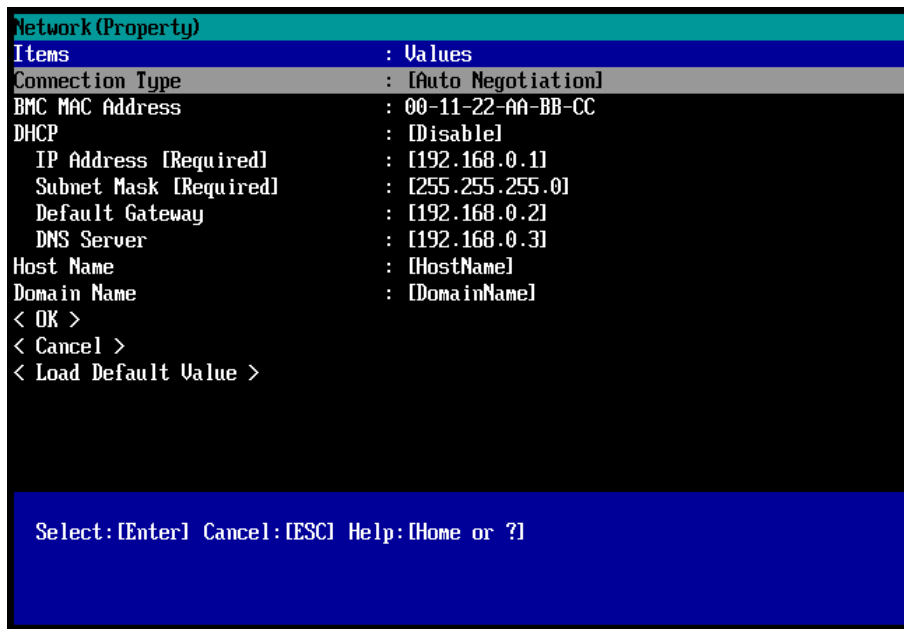 Network(Property)
Items : Values
Connection Type : [Auto Negotiation]
BMC MAC Address : 00-11-22-AA-BB-CC
DHCP : [Disable]
IP Address [Required] : [192.168.0.1]
Subnet Mask [Required] : [255.255.255.0]
Default Gateway : [192.168.0.2]
DNS Server : [192.168.0.3]
Host Name : [HostName]
Domain Name : [DomainName]
< OK >
< Cancel >
< Load Default Value >
Select:[Enter] Cancel:[ESC] Help:[Home or ?]